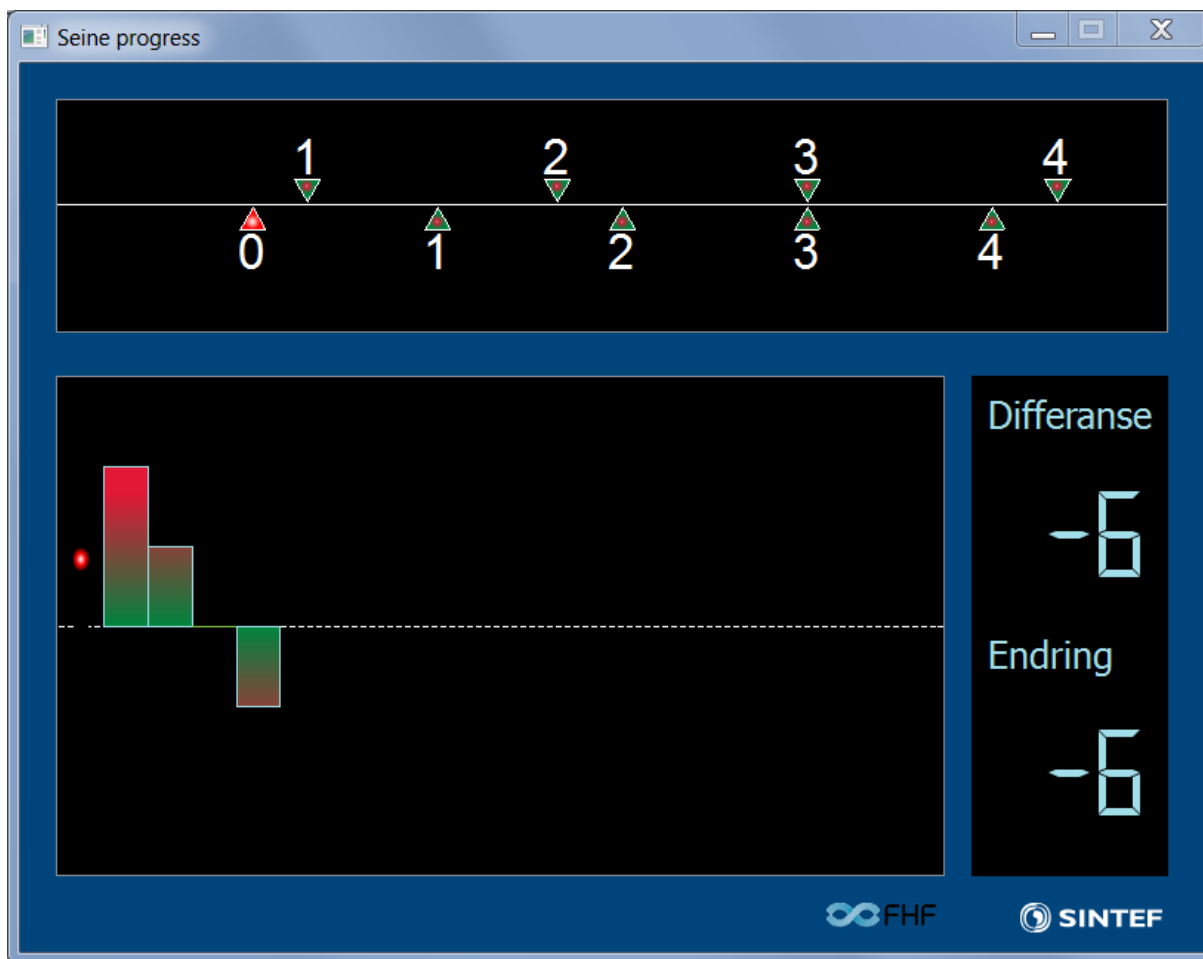 Seine progress
1 2 3 4
0 1 2 3 4
Differanse
-6
Endring
-6
FHF
SINTEF